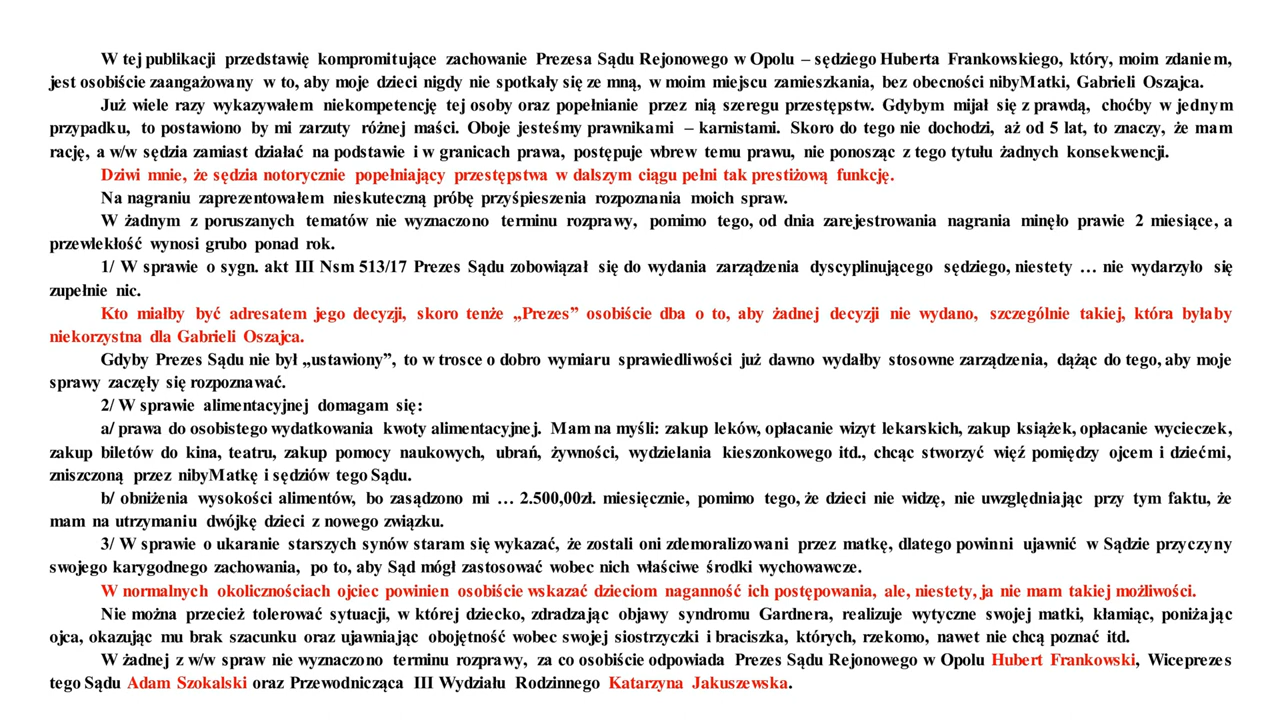 W tej publikacji przedstawię kompromitujące zachowanie Prezesa Sądu Rejonowego w Opolu – sędziego Huberta Frankowskiego, który, moim zdaniem,
jest osobiście zaangażowany w to, aby moje dzieci nigdy nie spotkały się ze mną, w moim miejscu zamieszkania, bez obecności nibyMatki, Gabrieli Oszajca.
Już wiele razy wykazywałem niekompetencję tej osoby oraz popełnianie przez nią szeregu przestępstw. Gdybym mijał się z prawdą, choćby w jednym
przypadku, to postawiono by mi zarzuty różnej maści. Oboje jesteśmy prawnikami – karnistami. Skoro do tego nie dochodzi, aż od 5 lat, to znaczy, że mam
rację, a w/w sędzia zamiast działać na podstawie i w granicach prawa, postępuje wbrew temu prawu, nie ponosząc z tego tytułu żadnych konsekwencji.
Dziwi mnie, że sędzia notorycznie popełniający przestępstwa w dalszym ciągu pełni tak prestiżową funkcję.
Na nagraniu zaprezentowałem nieskuteczną próbę przyśpieszenia rozpoznania moich spraw.
W żadnym z poruszanych tematów nie wyznaczono terminu rozprawy, pomimo tego, od dnia zarejestrowania nagrania minęło prawie 2 miesiące, a
przewlekłość wynosi grubo ponad rok.
1/ W sprawie o sygn. akt III Nsm 513/17 Prezes Sądu zobowiązał się do wydania zarządzenia dyscyplinującego sędziego, niestety … nie wydarzyło się
zupełnie nic.
Kto miałby być adresatem jego decyzji, skoro tenże „Prezes” osobiście dba o to, aby żadnej decyzji nie wydano, szczególnie takiej, która byłaby
niekorzystna dla Gabrieli Oszajca.
Gdyby Prezes Sądu nie był „ustawiony”, to w trosce o dobro wymiaru sprawiedliwości już dawno wydałby stosowne zarządzenia, dążąc do tego, aby moje
sprawy zaczęły się rozpoznawać.
2/ W sprawie alimentacyjnej domagam się:
a/ prawa do osobistego wydatkowania kwoty alimentacyjnej. Mam na myśli: zakup leków, opłacanie wizyt lekarskich, zakup książek, opłacanie wycieczek,
zakup biletów do kina, teatru, zakup pomocy naukowych, ubrań, żywności, wydzielania kieszonkowego itd., chcąc stworzyć więź pomiędzy ojcem i dziećmi,
zniszczoną przez nibyMatkę i sędziów tego Sądu.
b/ obniżenia wysokości alimentów, bo zasądzono mi … 2.500,00zł. miesięcznie, pomimo tego, że dzieci nie widzę, nie uwzględniając przy tym faktu, że
mam na utrzymaniu dwójkę dzieci z nowego związku.
3/ W sprawie o ukaranie starszych synów staram się wykazać, że zostali oni zdemoralizowani przez matkę, dlatego powinni ujawnić w Sądzie przyczyny
swojego karygodnego zachowania, po to, aby Sąd mógł zastosować wobec nich właściwe środki wychowawcze.
W normalnych okolicznościach ojciec powinien osobiście wskazać dzieciom naganność ich postępowania, ale, niestety, ja nie mam takiej możliwości.
Nie można przecież tolerować sytuacji, w której dziecko, zdradzając objawy syndromu Gardnera, realizuje wytyczne swojej matki, kłamiąc, poniżając
ojca, okazując mu brak szacunku oraz ujawniając obojętność wobec swojej siostrzyczki i braciszka, których, rzekomo, nawet nie chcą poznać itd.
W żadnej z w/w spraw nie wyznaczono terminu rozprawy, za co osobiście odpowiada Prezes Sądu Rejonowego w Opolu Hubert Frankowski, Wiceprezes
tego Sądu Adam Szokalski oraz Przewodnicząca III Wydziału Rodzinnego Katarzyna Jakuszewska.